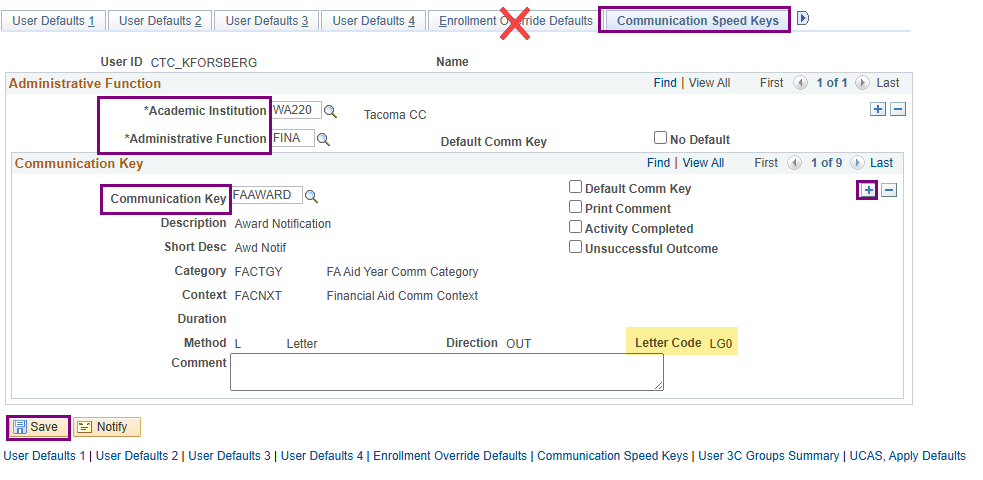 User Defaults 1 User Defaults 2 User Defaults 3 User Defaults 4 Enrollment Override Defaults Communication Speed Keys
User ID CTC_KFORSBERG Name
Administrative Function Find | View All First 1 of 1 Last
*Academic Institution WA220 Tacoma CC
*Administrative Function FINA Default Comm Key No Default
Communication Key Find | View All First 1 of 9 Last
Communication Key FAAWARD Default Comm Key
Print Comment
Description Award Notification Activity Completed
Short Desc Awd Notif Unsuccessful Outcome
Category FACTGY FA Aid Year Comm Category
Context FACNXT Financial Aid Comm Context
Duration
Method L Letter Direction OUT Letter Code LG0
Comment
Save Notify
User Defaults 1 | User Defaults 2 | User Defaults 3 | User Defaults 4 | Enrollment Override Defaults | Communication Speed Keys | User 3C Groups Summary | UCAS, Apply Defaults